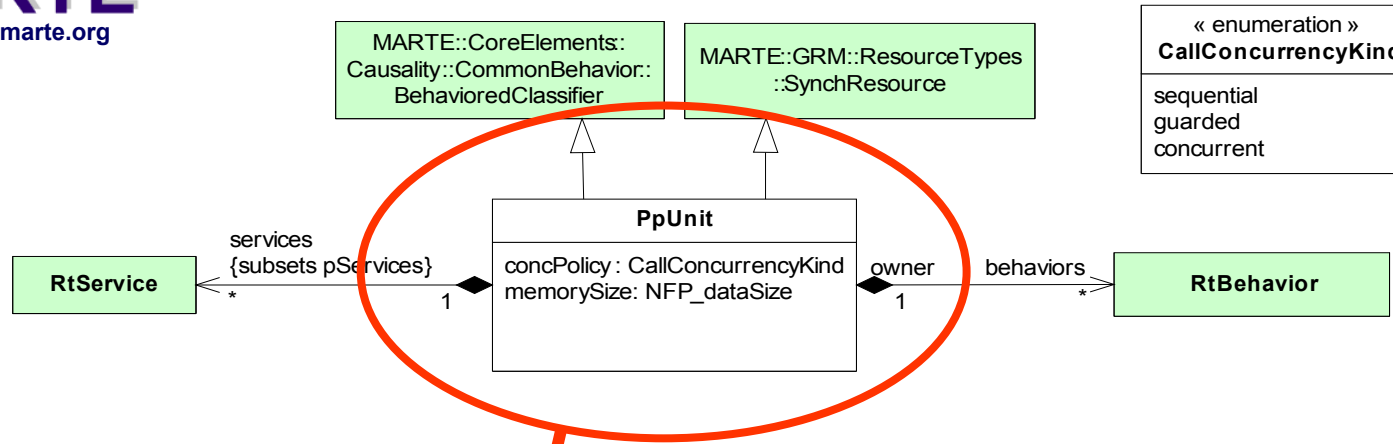 marte.org
MARTE::CoreElements::
Causality::CommonBehavior::
BehavioredClassifier
MARTE::GRM::ResourceTypes
::SynchResource
« enumeration »
CallConcurrencyKind
sequential
guarded
concurrent
PpUnit
concPolicy : CallConcurrencyKind
memorySize: NFP_dataSize
services
{subsets pServices}
*
1
RtService
owner
behaviors
1
*
RtBehavior